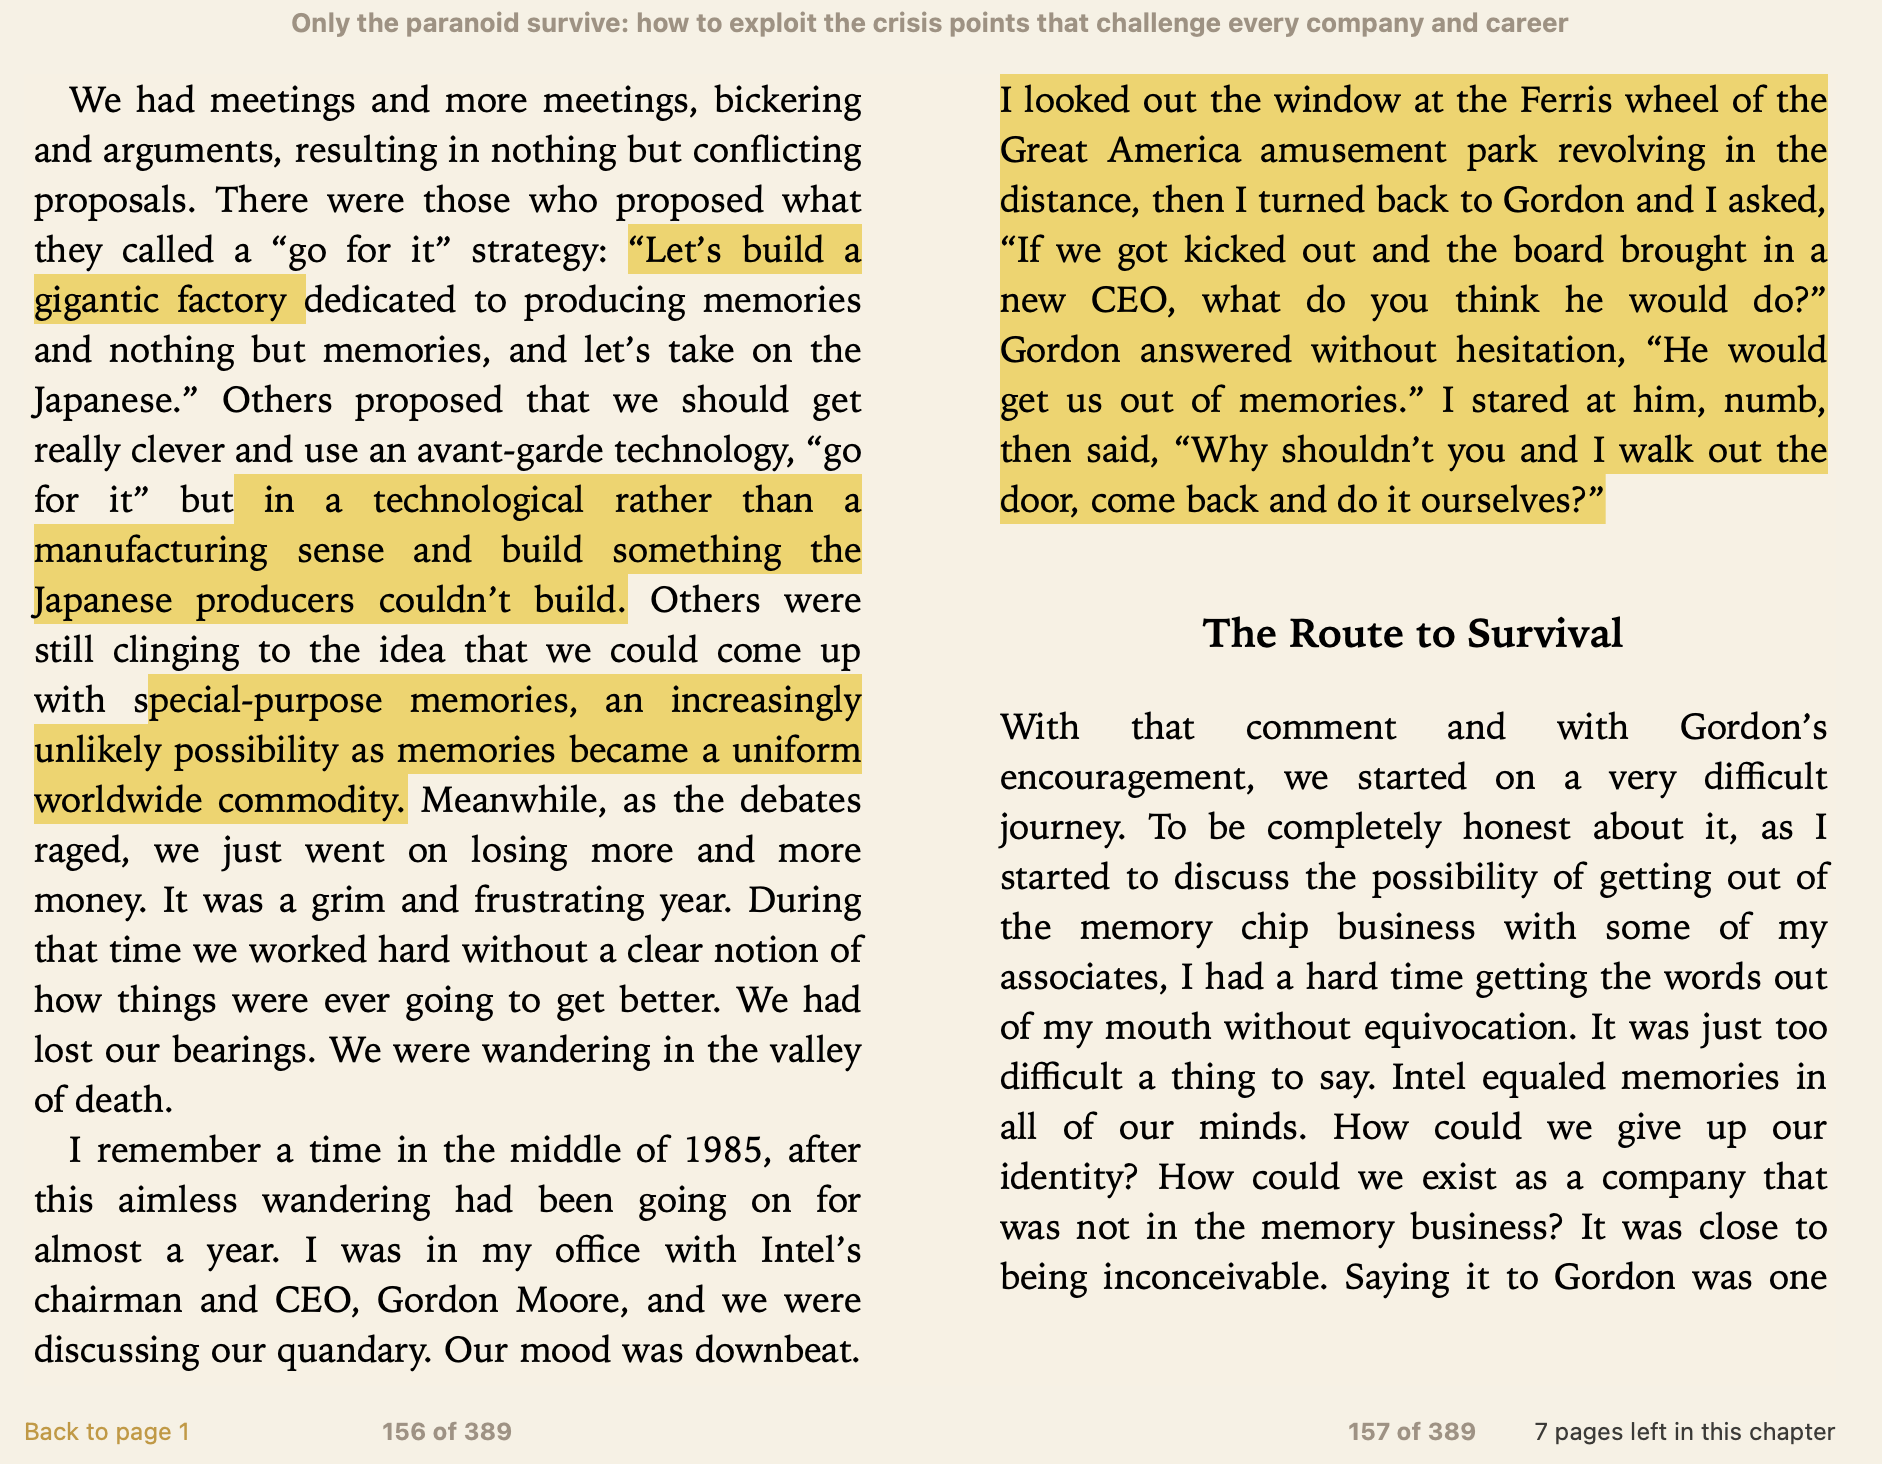 Only the paranoid survive: how to exploit the crisis points that challenge every company and career
We had meetings and more meetings, bickering
and arguments, resulting in nothing but conflicting
proposals. There were those who proposed what
they called a “go for it” strategy: “Let’s build a
gigantic factory dedicated to producing memories
and nothing but memories, and let’s take on the
Japanese.” Others proposed that we should get
really clever and use an avant-garde technology, “go
for it” but in a technological rather than a
manufacturing sense and build something the
Japanese producers couldn’t build. Others were
still clinging to the idea that we could come up
with special-purpose memories, an increasingly
unlikely possibility as memories became a uniform
worldwide commodity. Meanwhile, as the debates
raged, we just went on losing more and more
money. It was a grim and frustrating year. During
that time we worked hard without a clear notion of
how things were ever going to get better. We had
lost our bearings. We were wandering in the valley
of death.
I remember a time in the middle of 1985, after
this aimless wandering had been going on for
almost a year. I was in my office with Intel’s
chairman and CEO, Gordon Moore, and we were
discussing our quandary. Our mood was downbeat.
I looked out the window at the Ferris wheel of the
Great America amusement park revolving in the
distance, then I turned back to Gordon and I asked,
“If we got kicked out and the board brought in a
new CEO, what do you think he would do?”
Gordon answered without hesitation, “He would
get us out of memories.” I stared at him, numb,
then said, “Why shouldn’t you and I walk out the
door, come back and do it ourselves?”
The Route to Survival
With that comment and with Gordon’s
encouragement, we started on a very difficult
journey. To be completely honest about it, as I
started to discuss the possibility of getting out of
the memory chip business with some of my
associates, I had a hard time getting the words out
of my mouth without equivocation. It was just too
difficult a thing to say. Intel equaled memories in
all of our minds. How could we give up our
identity? How could we exist as a company that
was not in the memory business? It was close to
being inconceivable. Saying it to Gordon was one
Back to page 1
156 of 389
157 of 389
7 pages left in this chapter